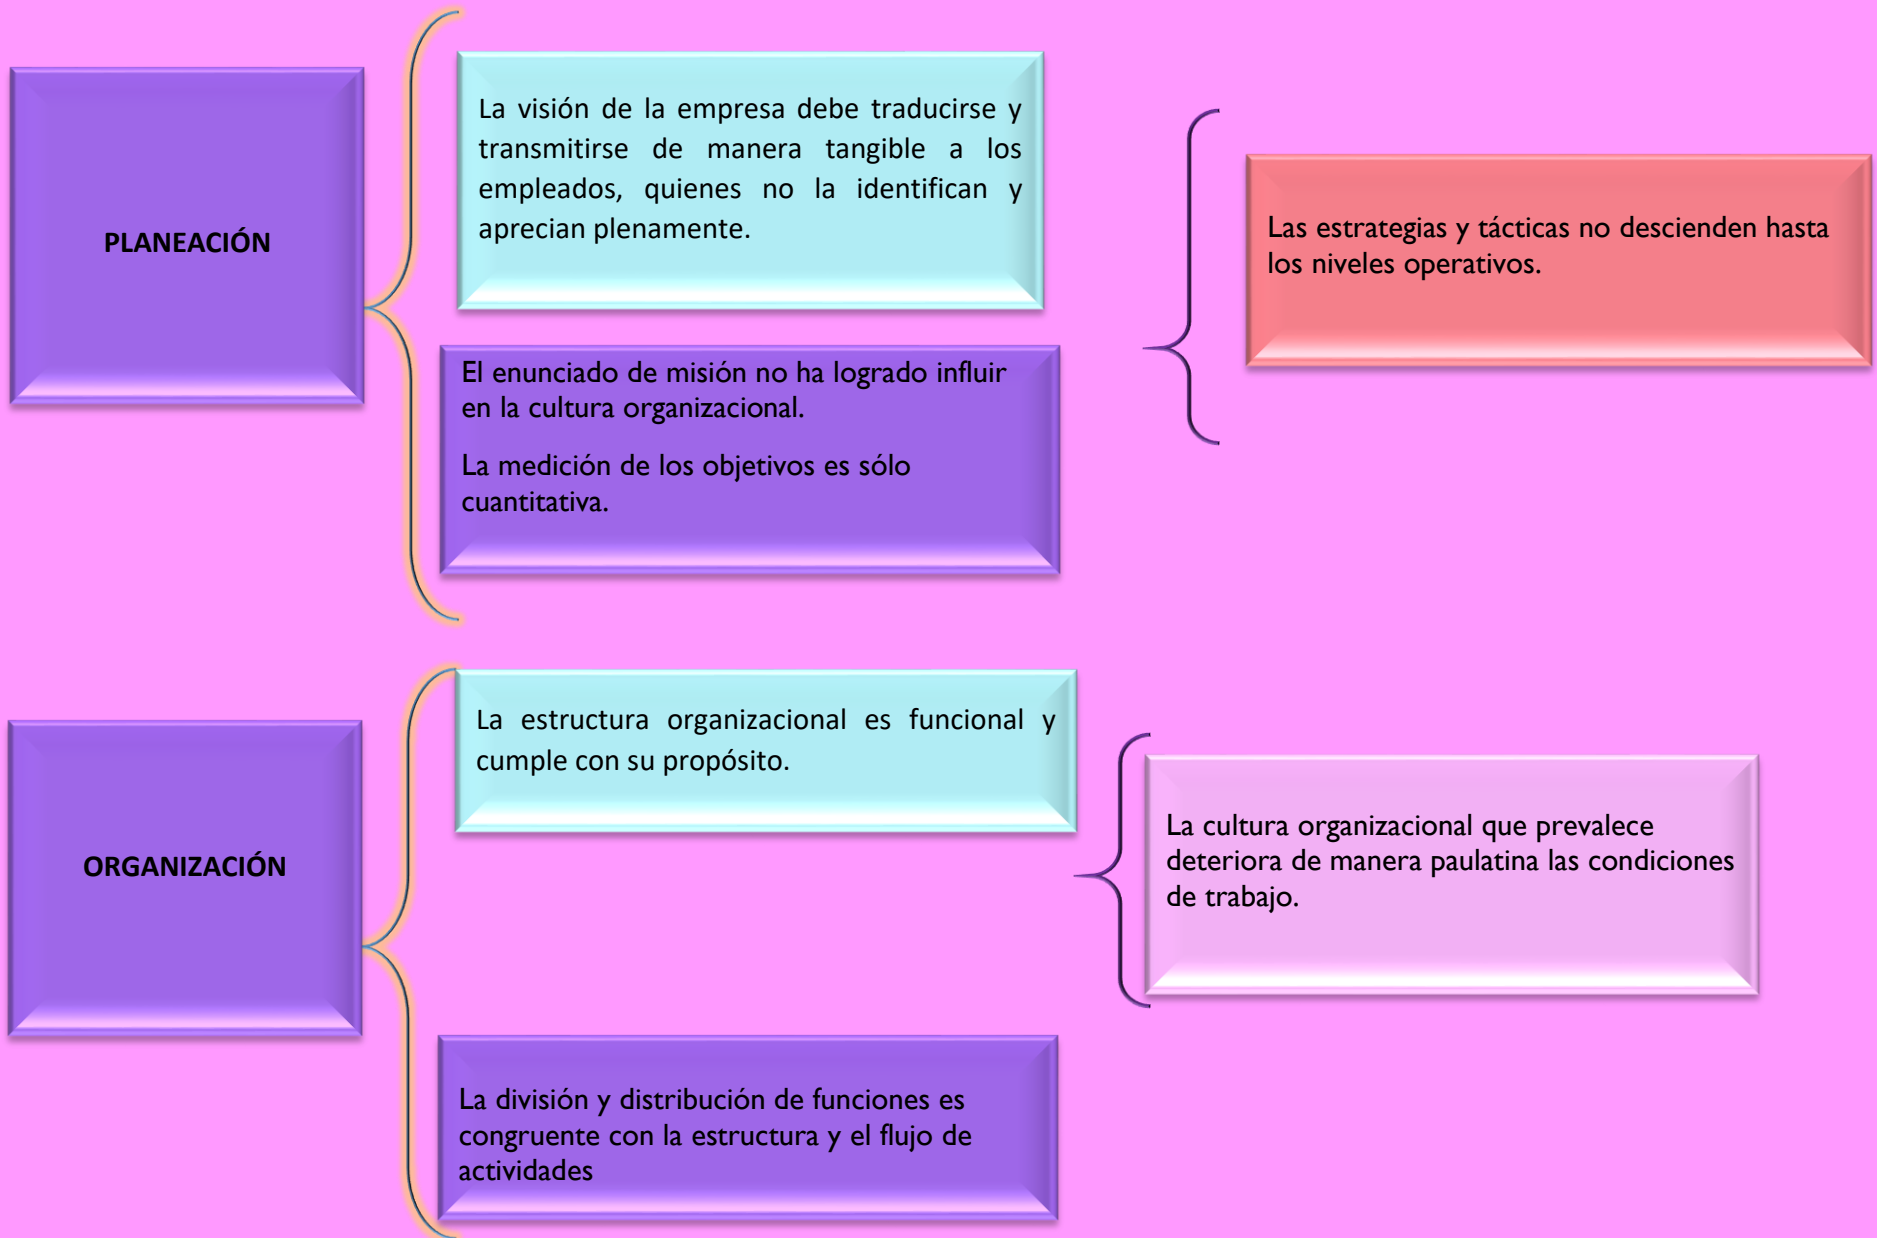 PLANEACIÓN
La visión de la empresa debe traducirse y
transmitirse de manera tangible a los
empleados, quienes no la identifican y
aprecian plenamente.
El enunciado de misión no ha logrado influir
en la cultura organizacional.
La medición de los objetivos es sólo
cuantitativa.
Las estrategias y tácticas no descienden hasta
los niveles operativos.
ORGANIZACIÓN
La estructura organizacional es funcional y
cumple con su propósito.
La división y distribución de funciones es
congruente con la estructura y el flujo de
actividades
La cultura organizacional que prevalece
deteriora de manera paulatina las condiciones
de trabajo.